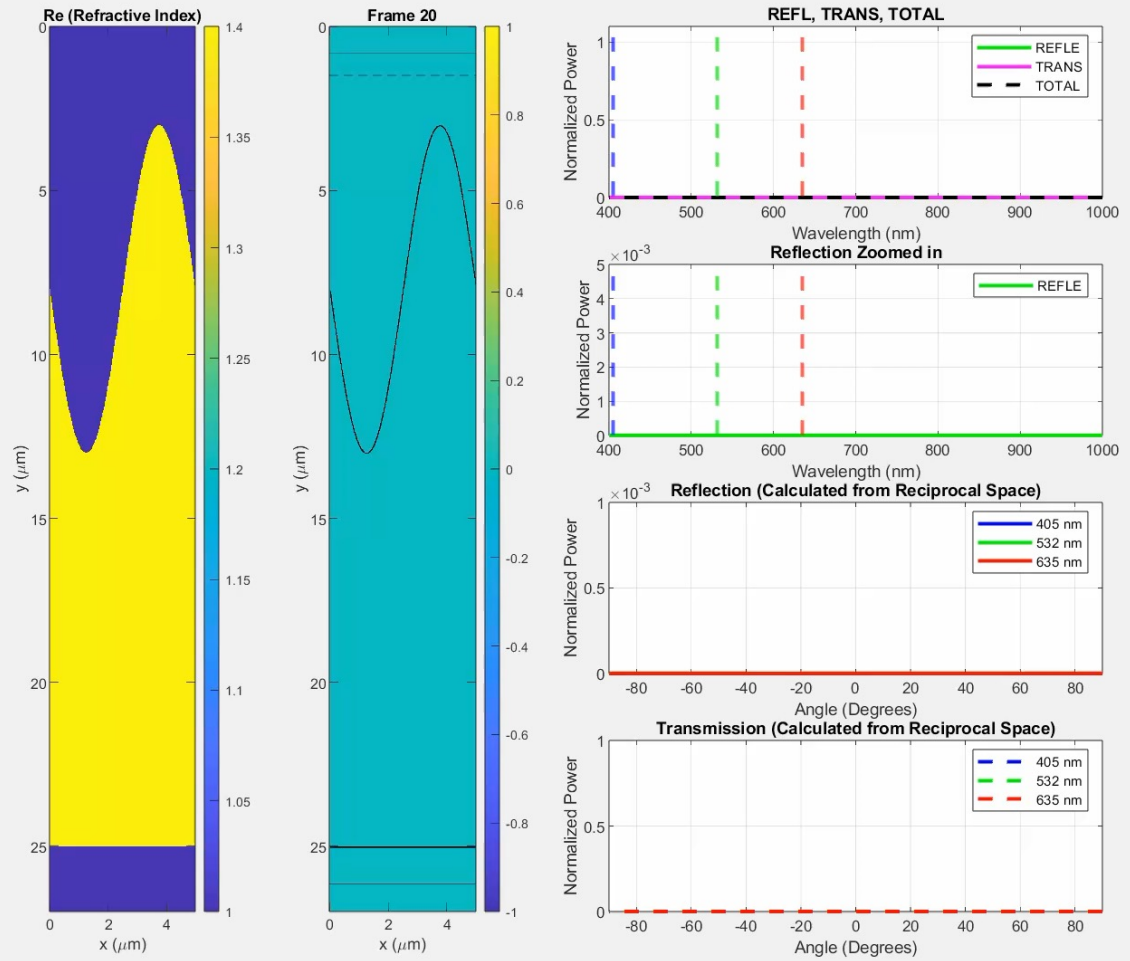 Re (Refractive Index)
0
5
10
15
20
25
y (μm)
0 2 4
x (μm)
1.4
1.35
1.3
1.25
1.2
1.15
1.1
1.05
1
Frame 20
0
5
10
15
20
25
y (μm)
0 2 4
x (μm)
1
0.8
0.6
0.4
0.2
0
-0.2
-0.4
-0.6
-0.8
-1
REFL, TRANS, TOTAL
Normalized Power
1
0.5
0
REFLE
TRANS
TOTAL
400 500 600 700 800 900 1000
Wavelength (nm)
Reflection Zoomed in
×10⁻³
Normalized Power
5
4
3
2
1
0
REFLE
400 500 600 700 800 900 1000
Wavelength (nm)
Reflection (Calculated from Reciprocal Space)
×10⁻³
Normalized Power
1
0.5
0
405 nm
532 nm
635 nm
-80 -60 -40 -20 0 20 40 60 80
Angle (Degrees)
Transmission (Calculated from Reciprocal Space)
Normalized Power
1
0.5
0
405 nm
532 nm
635 nm
-80 -60 -40 -20 0 20 40 60 80
Angle (Degrees)